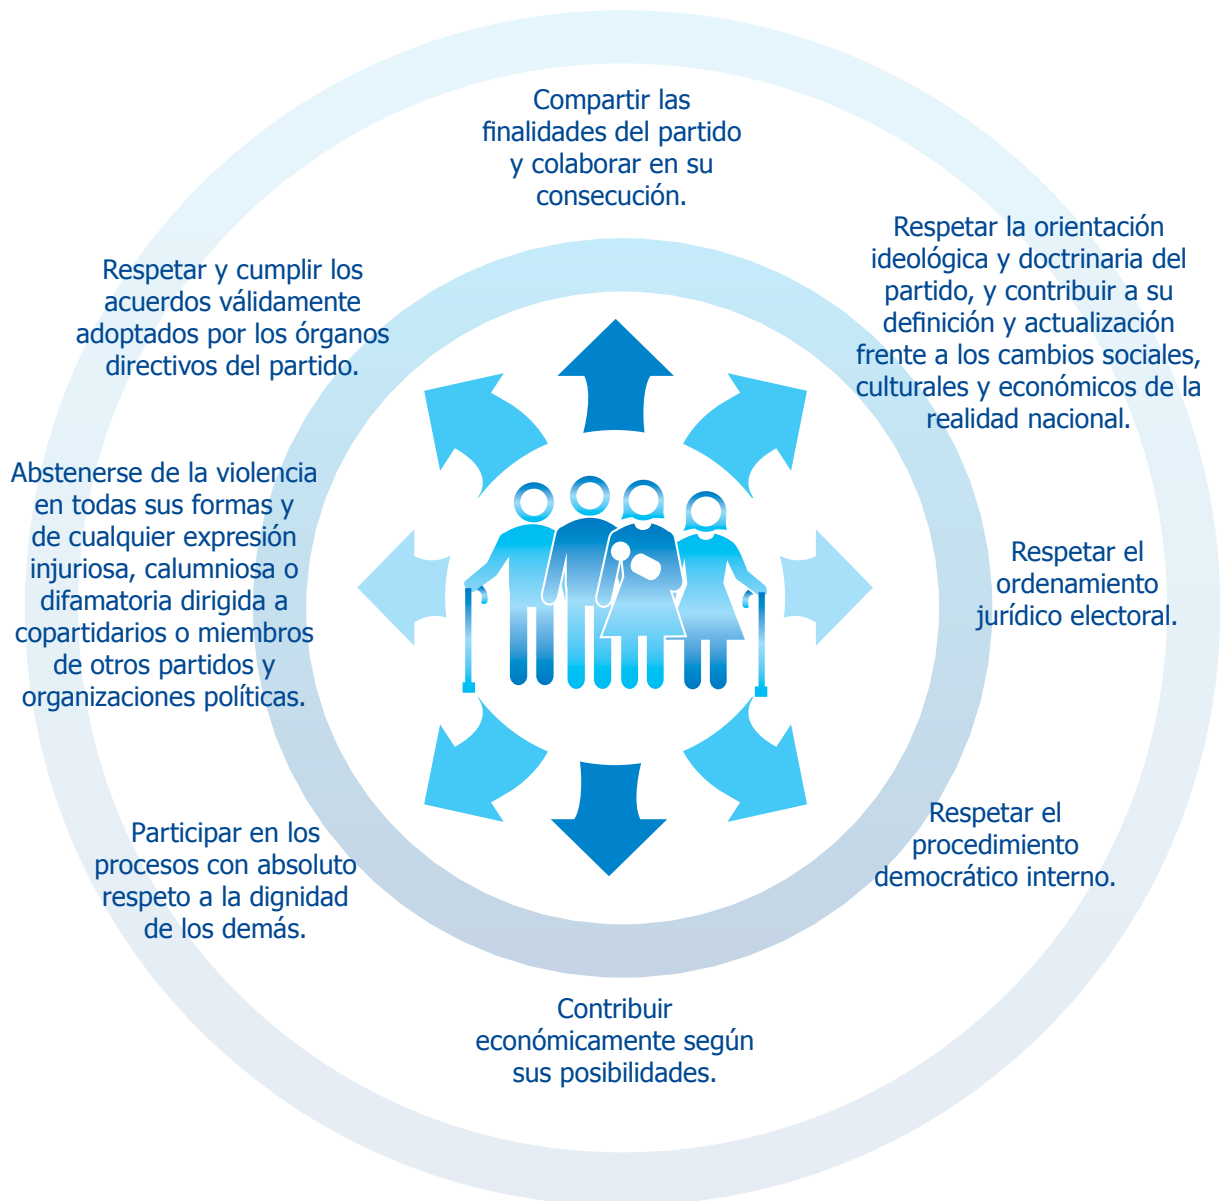 Compartir las
finalidades del partido
y colaborar en su
consecución.
Respetar la orientación
ideológica y doctrinaria del
partido, y contribuir a su
definición y actualización
frente a los cambios sociales,
culturales y económicos de la
realidad nacional.
Respetar el
ordenamiento
jurídico electoral.
Respetar el
procedimiento
democrático interno.
Contribuir
económicamente según
sus posibilidades.
Participar en los
procesos con absoluto
respeto a la dignidad
de los demás.
Abstenerse de la violencia
en todas sus formas y
de cualquier expresión
injuriosa, calumniosa o
difamatoria dirigida a
copartidarios o miembros
de otros partidos y
organizaciones políticas.
Respetar y cumplir los
acuerdos válidamente
adoptados por los órganos
directivos del partido.